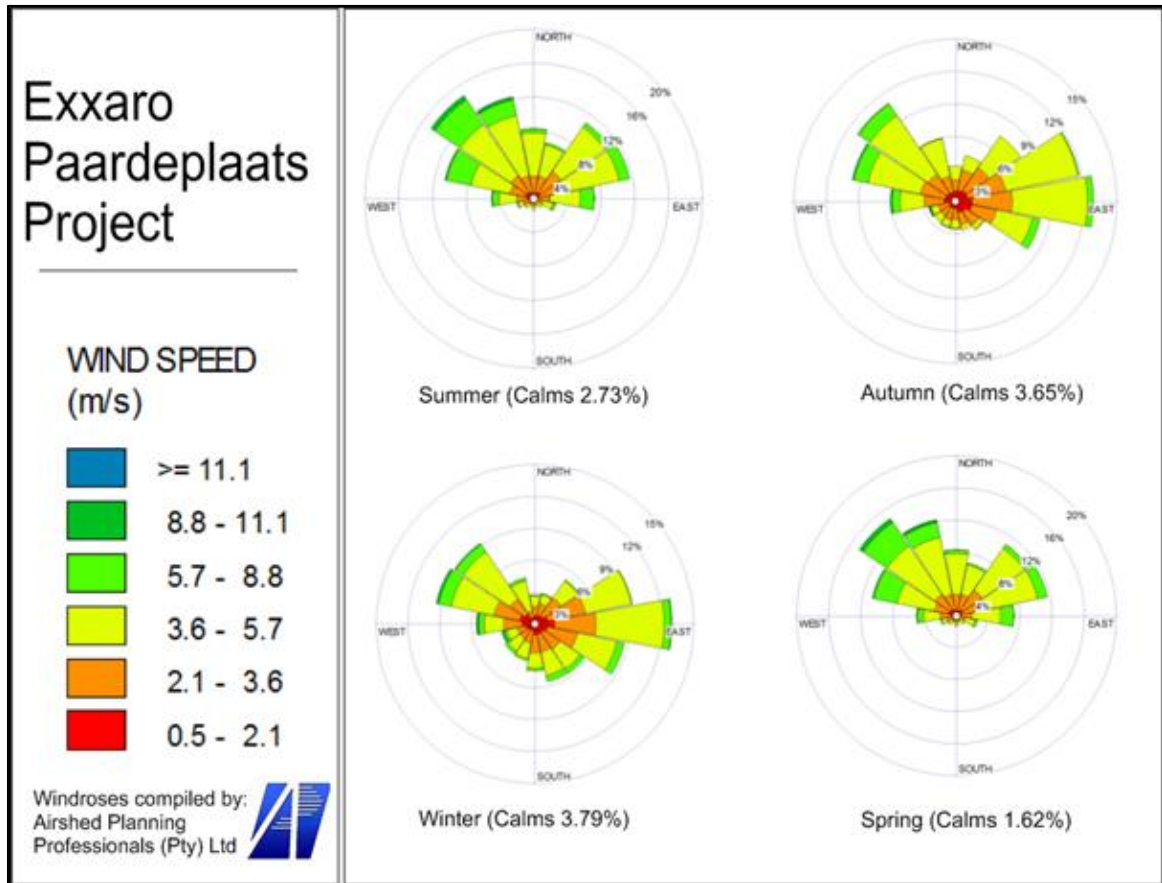 Exxaro
Paardeplaats
Project
WIND SPEED
(m/s)
>= 11.1
8.8 - 11.1
5.7 - 8.8
3.6 - 5.7
2.1 - 3.6
0.5 - 2.1
Windroses compiled by:
Airshed Planning
Professionals (Pty) Ltd
NORTH
20%
16%
12%
8%
4%
WEST
EAST
SOUTH
Summer (Calms 2.73%)
NORTH
15%
12%
9%
6%
3%
WEST
EAST
SOUTH
Autumn (Calms 3.65%)
NORTH
15%
12%
9%
6%
3%
WEST
EAST
SOUTH
Winter (Calms 3.79%)
NORTH
20%
16%
12%
8%
4%
WEST
EAST
SOUTH
Spring (Calms 1.62%)